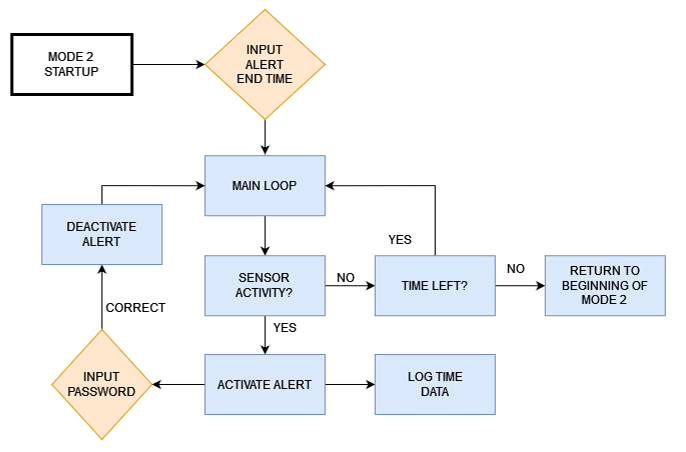 MODE 2
STARTUP
INPUT
ALERT
END TIME
MAIN LOOP
DEACTIVATE
ALERT
YES
SENSOR
ACTIVITY?
NO
TIME LEFT?
NO
RETURN TO
BEGINNING OF
MODE 2
CORRECT
YES
INPUT
PASSWORD
ACTIVATE ALERT
LOG TIME
DATA